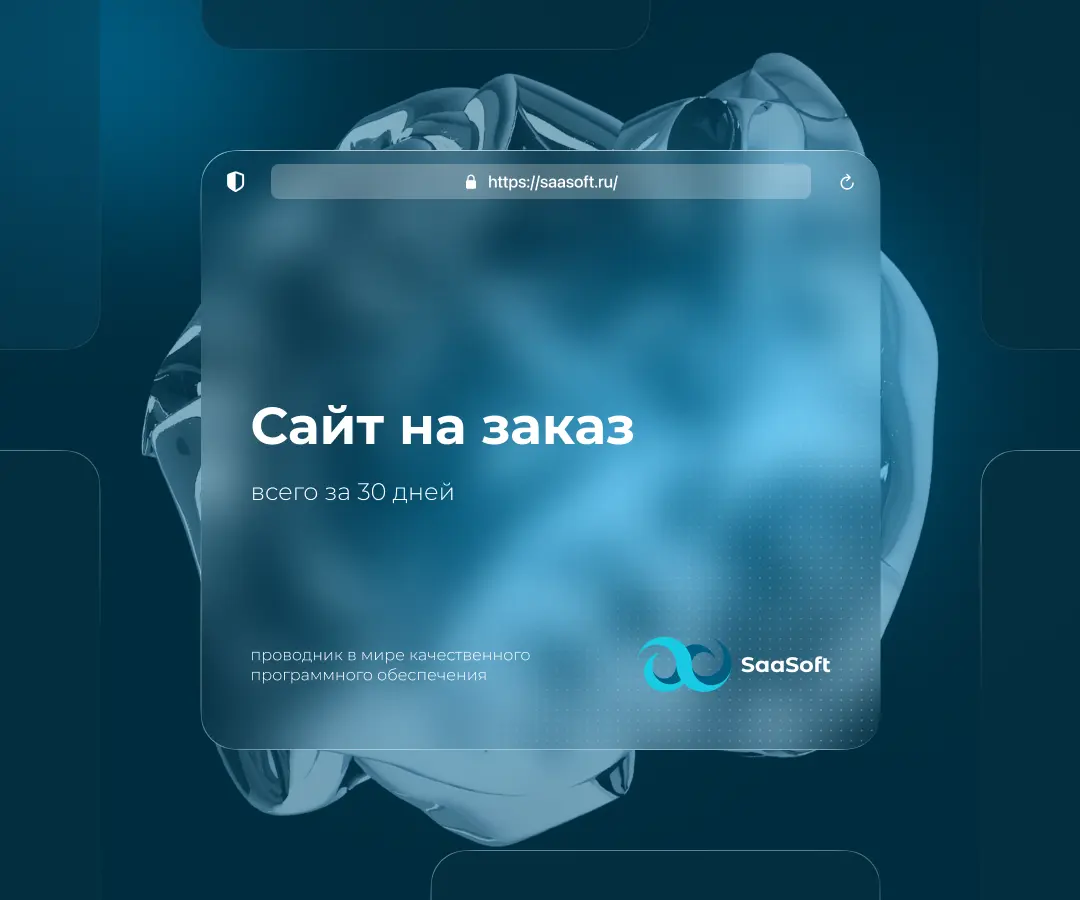 https://saasoft.ru/
Сайт на заказ
всего за 30 дней
проводник в мире качественного
программного обеспечения
SaaSoft